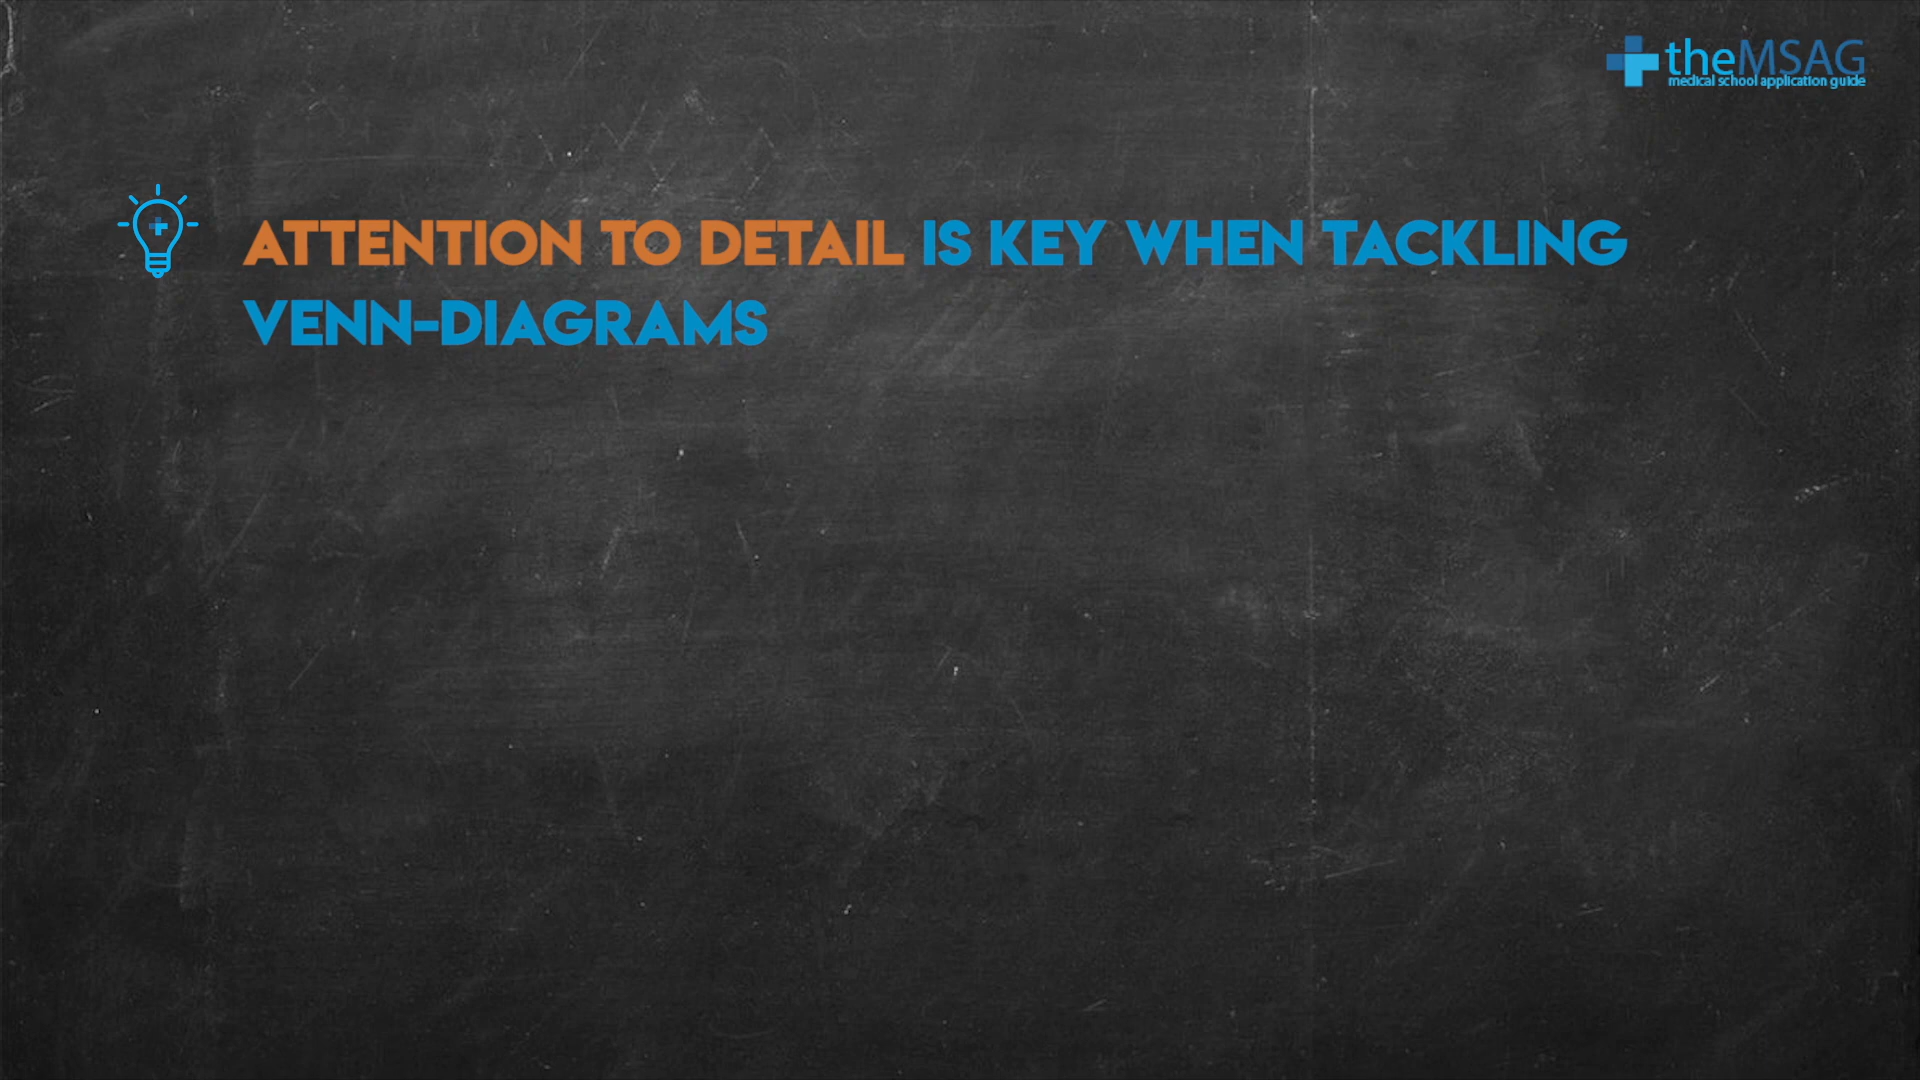 theMSAG
medical school application guide
ATTENTION TO DETAIL IS KEY WHEN TACKLING
VENN-DIAGRAMS